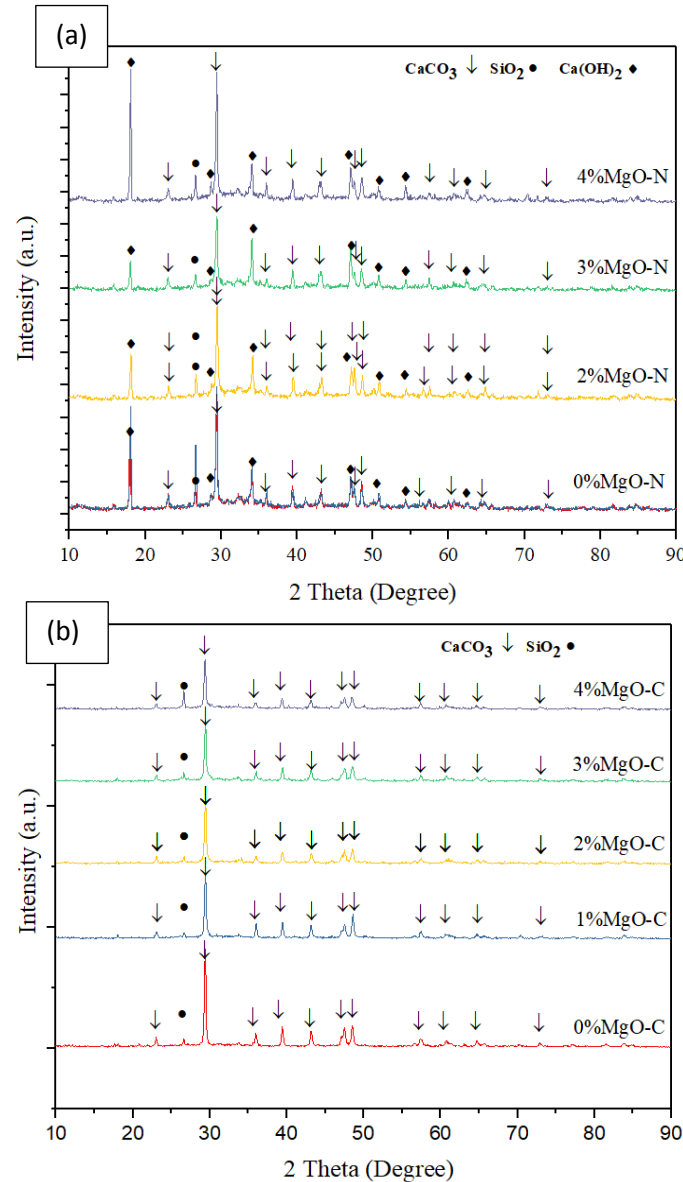 (a)
CaCO3 ↓ SiO2 ● Ca(OH)2 ♦
4%MgO-N
3%MgO-N
2%MgO-N
0%MgO-N
Intensity (a.u.)
10 20 30 40 50 60 70 80 90
2 Theta (Degree)
(b)
CaCO3 ↓ SiO2 ●
4%MgO-C
3%MgO-C
2%MgO-C
1%MgO-C
0%MgO-C
Intensity (a.u.)
10 20 30 40 50 60 70 80 90
2 Theta (Degree)